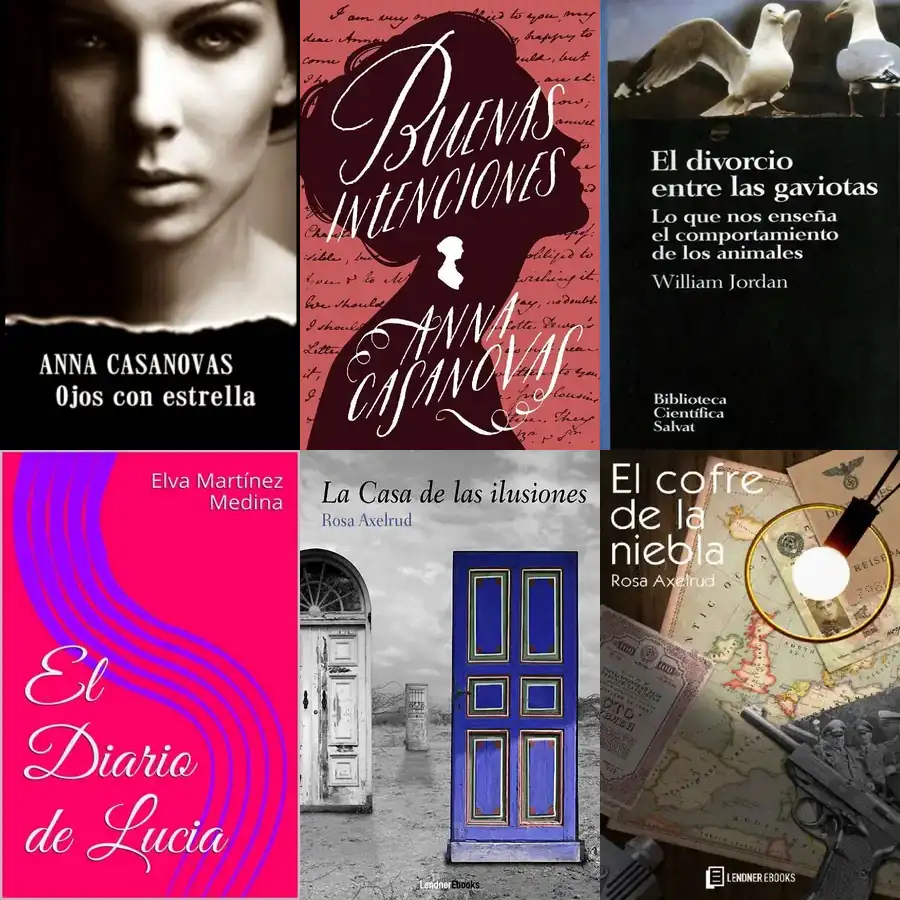 ANNA CASANOVAS
Ojos con estrella
BUENAS
INTENCIONES
ANNA
CASANOVAS
El divorcio
entre las gaviotas
Lo que nos enseña
el comportamiento
de los animales
William Jordan
Biblioteca
Científica
Salvat
Elva Martínez
Medina
El
Diario
de Lucia
La Casa de las ilusiones
Rosa Axelrud
LendnerEbooks
El cofre
de la
niebla
Rosa Axelrud
LENDNER EBOOKS